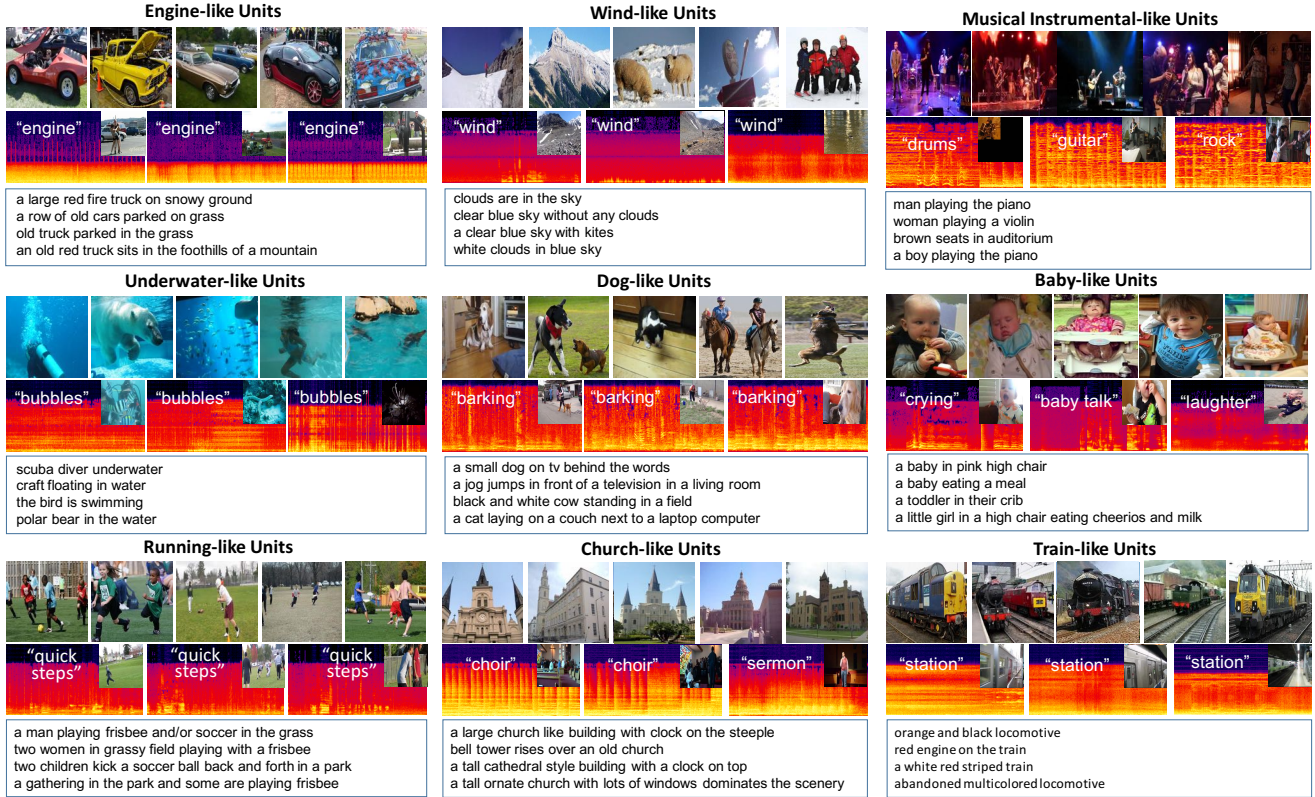 Engine-like Units
"engine"
"engine"
"engine"
a large red fire truck on snowy ground
a row of old cars parked on grass
old truck parked in the grass
an old red truck sits in the foothills of a mountain
Wind-like Units
"wind"
"wind"
"wind"
clouds are in the sky
clear blue sky without any clouds
a clear blue sky with kites
white clouds in blue sky
Musical Instrumental-like Units
"drums"
"guitar"
"rock"
man playing the piano
woman playing a violin
brown seats in auditorium
a boy playing the piano
Underwater-like Units
"bubbles"
"bubbles"
"bubbles"
scuba diver underwater
craft floating in water
the bird is swimming
polar bear in the water
Dog-like Units
"barking"
"barking"
"barking"
a small dog on tv behind the words
a jog jumps in front of a television in a living room
black and white cow standing in a field
a cat laying on a couch next to a laptop computer
Baby-like Units
"crying"
"baby talk"
"laughter"
a baby in pink high chair
a baby eating a meal
a toddler in their crib
a little girl in a high chair eating cheerios and milk
Running-like Units
"quick
steps"
"quick
steps"
"quick
steps"
a man playing frisbee and/or soccer in the grass
two women in grassy field playing with a frisbee
two children kick a soccer ball back and forth in a park
a gathering in the park and some are playing frisbee
Church-like Units
"choir"
"choir"
"sermon"
a large church like building with clock on the steeple
bell tower rises over an old church
a tall cathedral style building with a clock on top
a tall ornate church with lots of windows dominates the scenery
Train-like Units
"station"
"station"
"station"
orange and black locomotive
red engine on the train
a white red striped train
abandoned multicolored locomotive